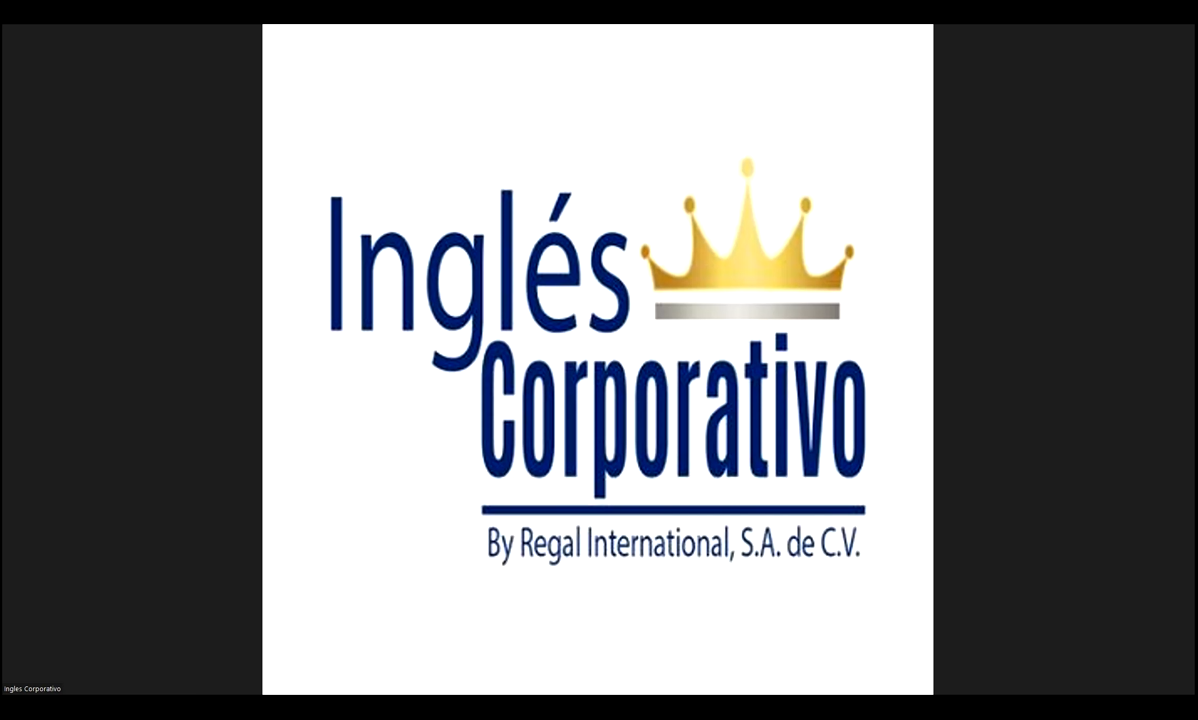 Inglés
Corporativo
By Regal International, S.A. de C.V.
Ingles Corporativo